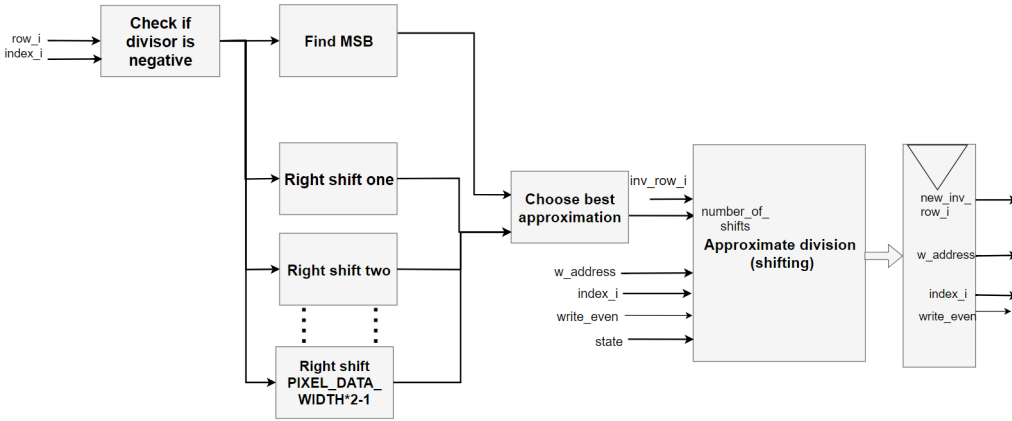 row_i
index_i
Check if
divisor is
negative
Find MSB
Right shift one
Right shift two
Right shift
PIXEL_DATA_
WIDTH*2-1
Choose best
approximation
inv_row_i
number_of_
shifts
Approximate division
(shifting)
w_address
index_i
write_even
state
new_inv_
row_i
w_address
index_i
write_even